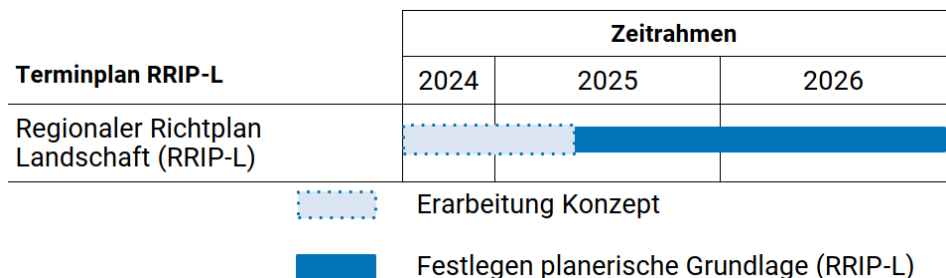 Zeitrahmen
Terminplan RRIP-L
2024
2025
2026
Regionaler Richtplan
Landschaft (RRIP-L)
Erarbeitung Konzept
Festlegen planerische Grundlage (RRIP-L)